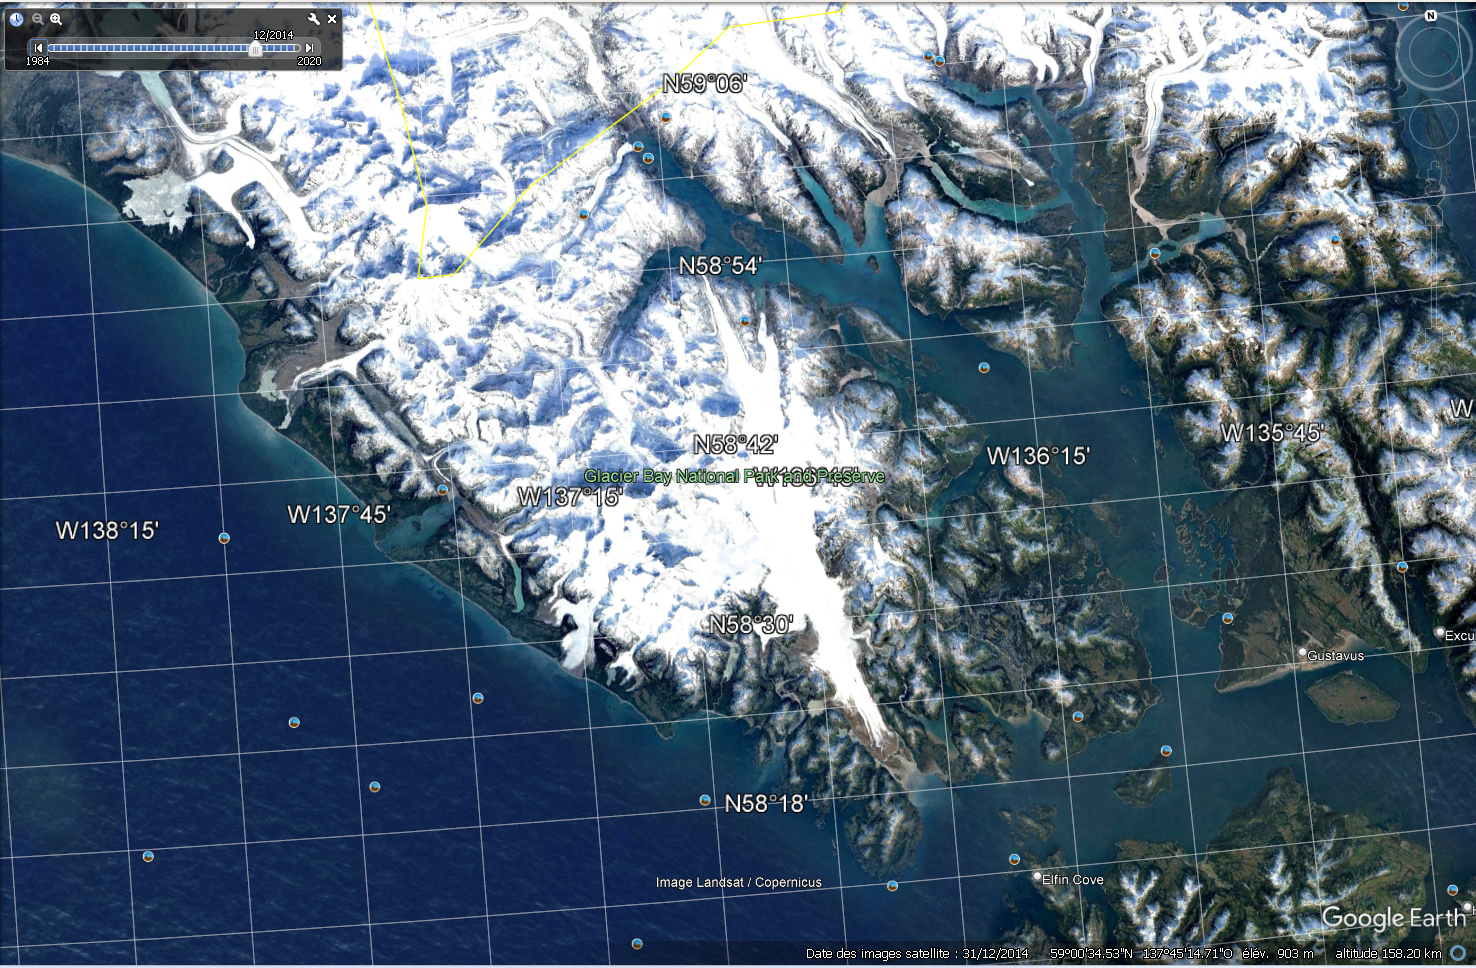 12/2014
1984
2020
N
N59°06'
N58°54'
N58°42'
W
W135°45'
W136°15'
Glacier Bay National Park and Preserve
W137°15'
W137°45'
W138°15'
N58°30'
Excu
Gustavus
N58°18'
Image Landsat / Copernicus
Elfin Cove
Google Earth
Date des images satellite : 31/12/2014 59°00'34.53"N 137°45'14.71"O élév. 903 m altitude 158.20 km